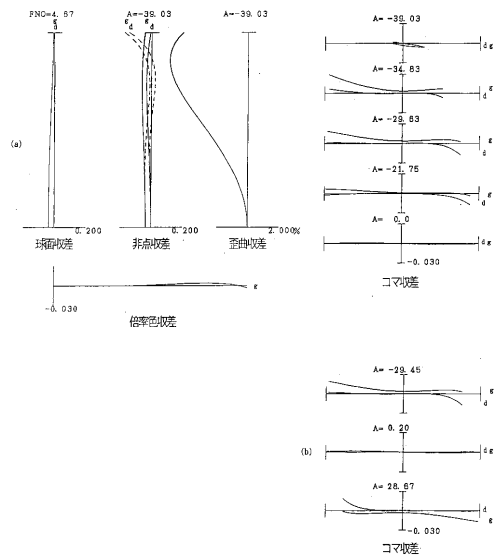 FNO=4.67
A=-39.03
A=-39.03
g
d
g
d
(a)
0.200
0.200
2.000%
球面収差
非点収差
歪曲収差
g
-0.030
倍率色収差
A= -39.03
d g
A= -34.83
g
d
A= -29.63
g
d
A= -21.75
g
d
A= 0.0
d g
-0.030
コマ収差
(b)
A= -29.45
g
d
A= 0.20
d g
A= 28.67
d
g
-0.030
コマ収差